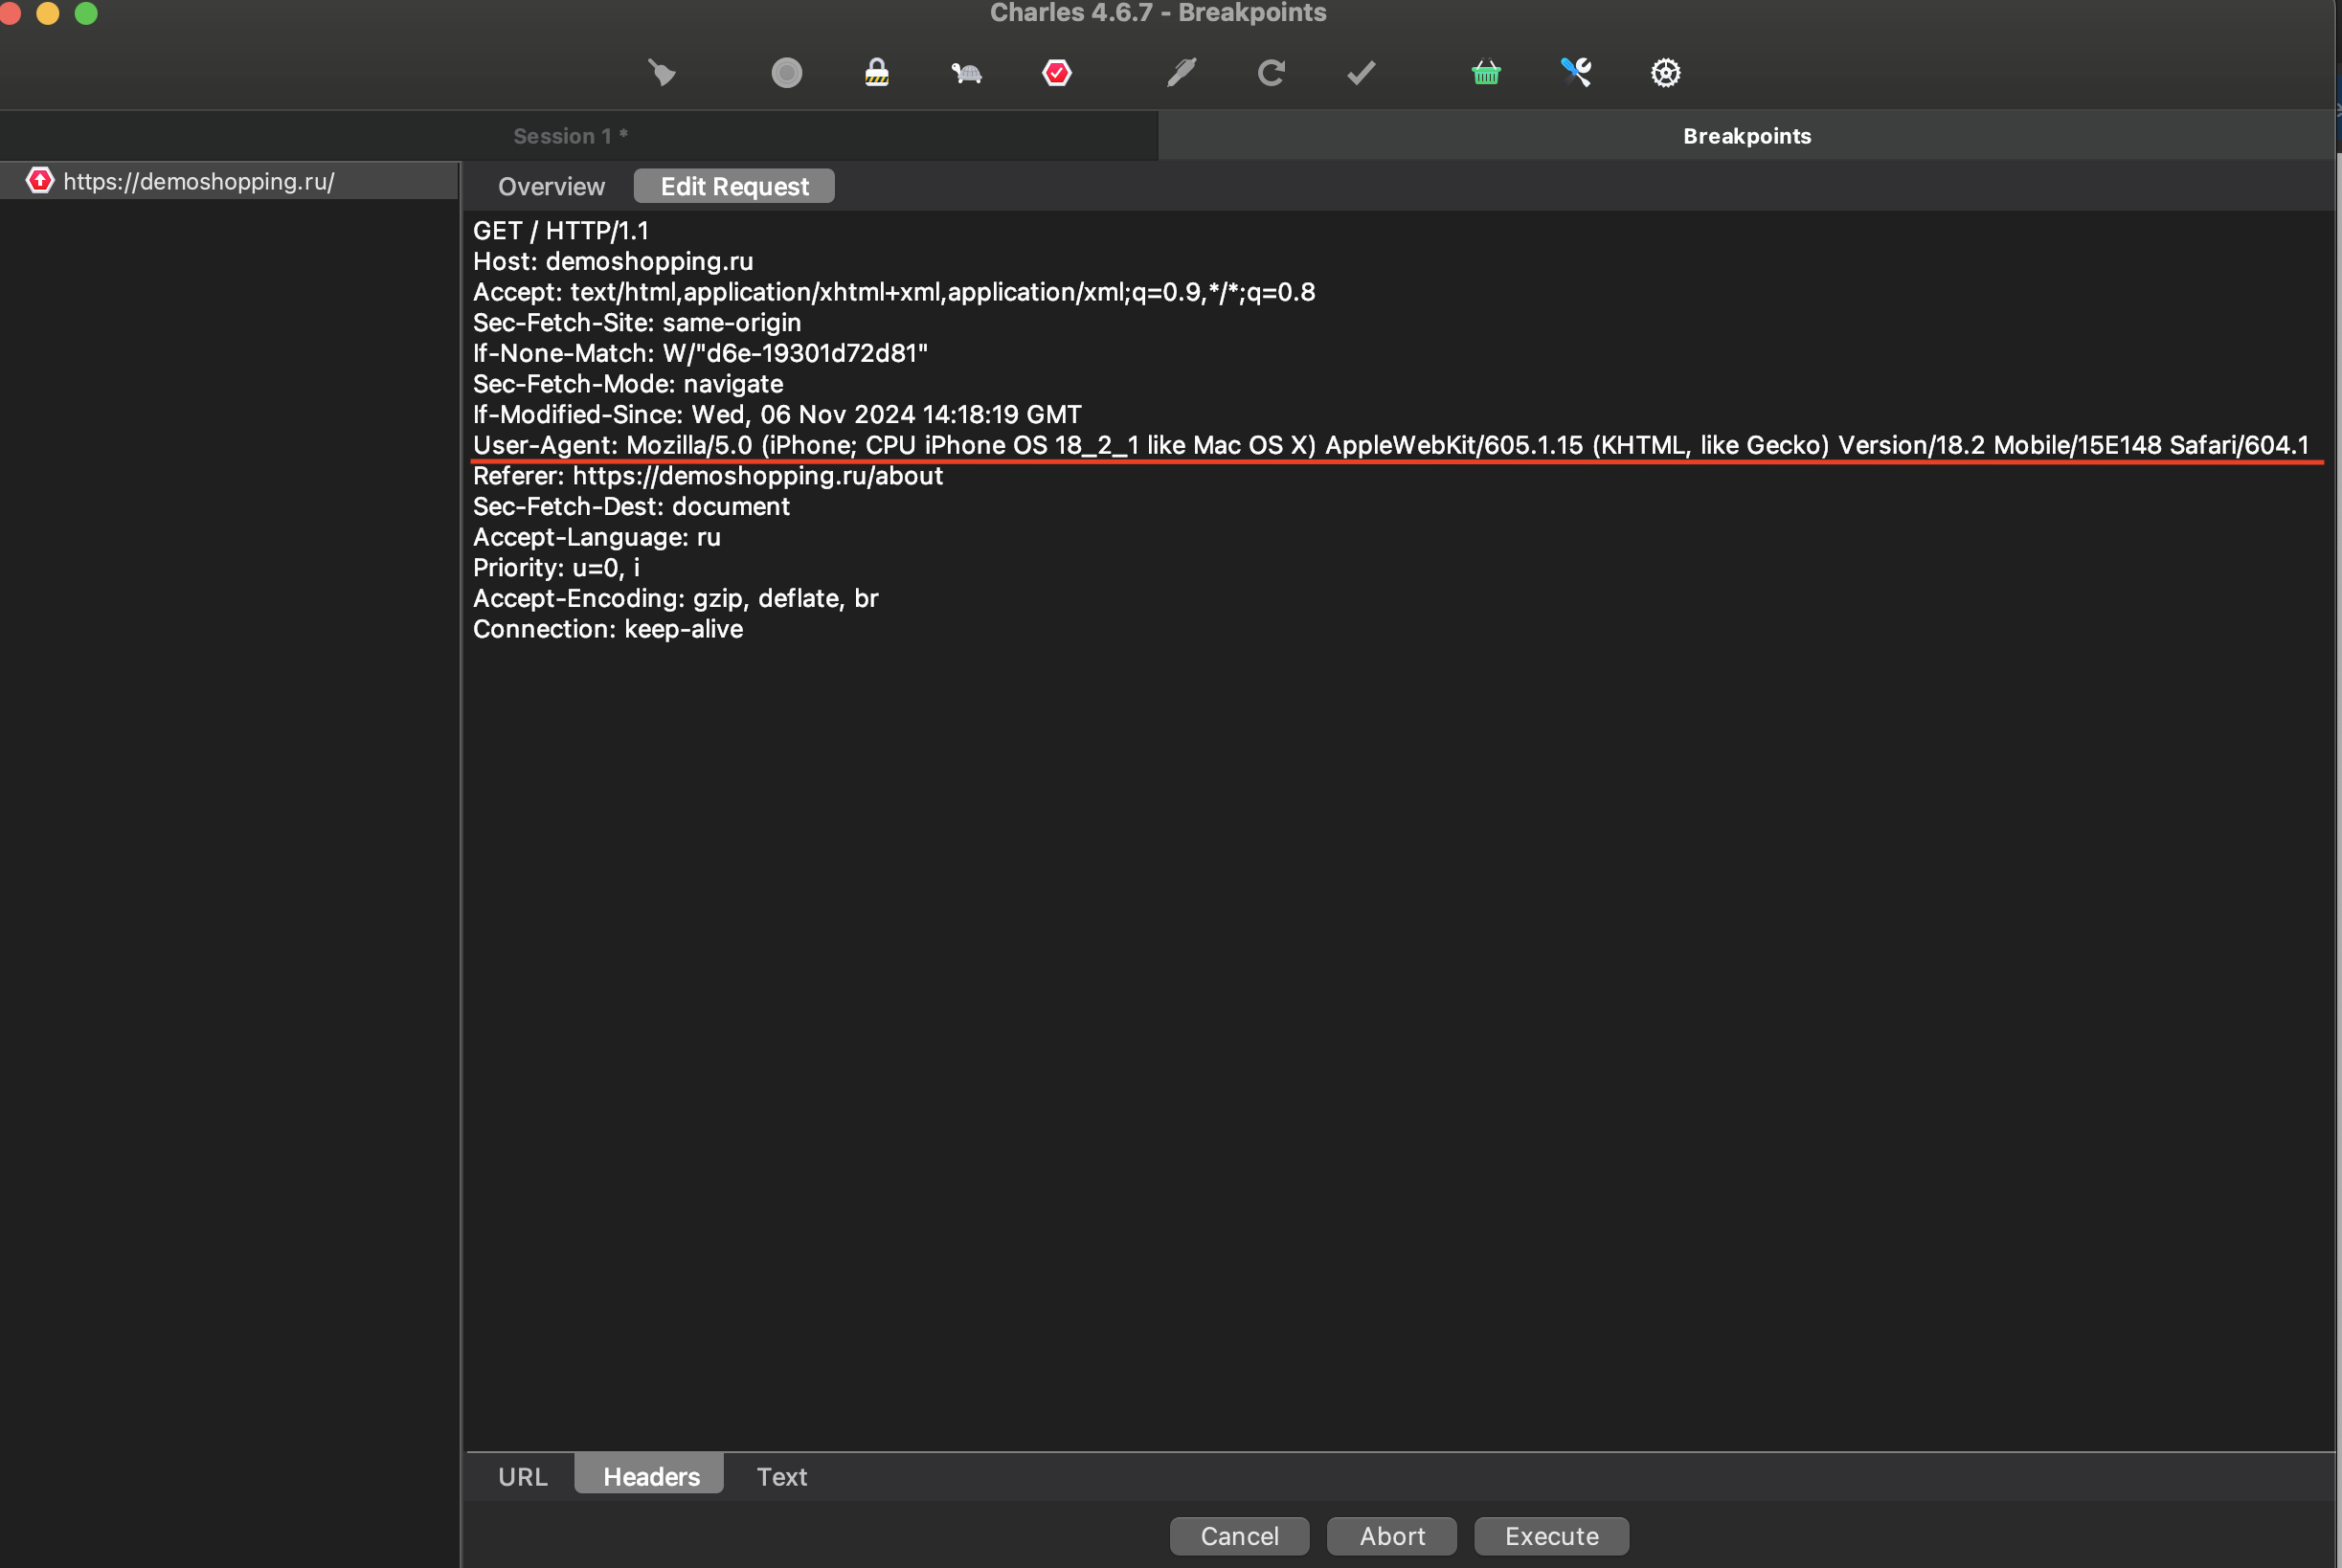 Charles 4.6.7 - Breakpoints
Session 1 *
Breakpoints
https://demoshopping.ru/
Overview
Edit Request
GET / HTTP/1.1
Host: demoshopping.ru
Accept: text/html,application/xhtml+xml,application/xml;q=0.9,*/*;q=0.8
Sec-Fetch-Site: same-origin
If-None-Match: W/"d6e-19301d72d81"
Sec-Fetch-Mode: navigate
If-Modified-Since: Wed, 06 Nov 2024 14:18:19 GMT
User-Agent: Mozilla/5.0 (iPhone; CPU iPhone OS 18_2_1 like Mac OS X) AppleWebKit/605.1.15 (KHTML, like Gecko) Version/18.2 Mobile/15E148 Safari/604.1
Referer: https://demoshopping.ru/about
Sec-Fetch-Dest: document
Accept-Language: ru
Priority: u=0, i
Accept-Encoding: gzip, deflate, br
Connection: keep-alive
URL
Headers
Text
Cancel
Abort
Execute